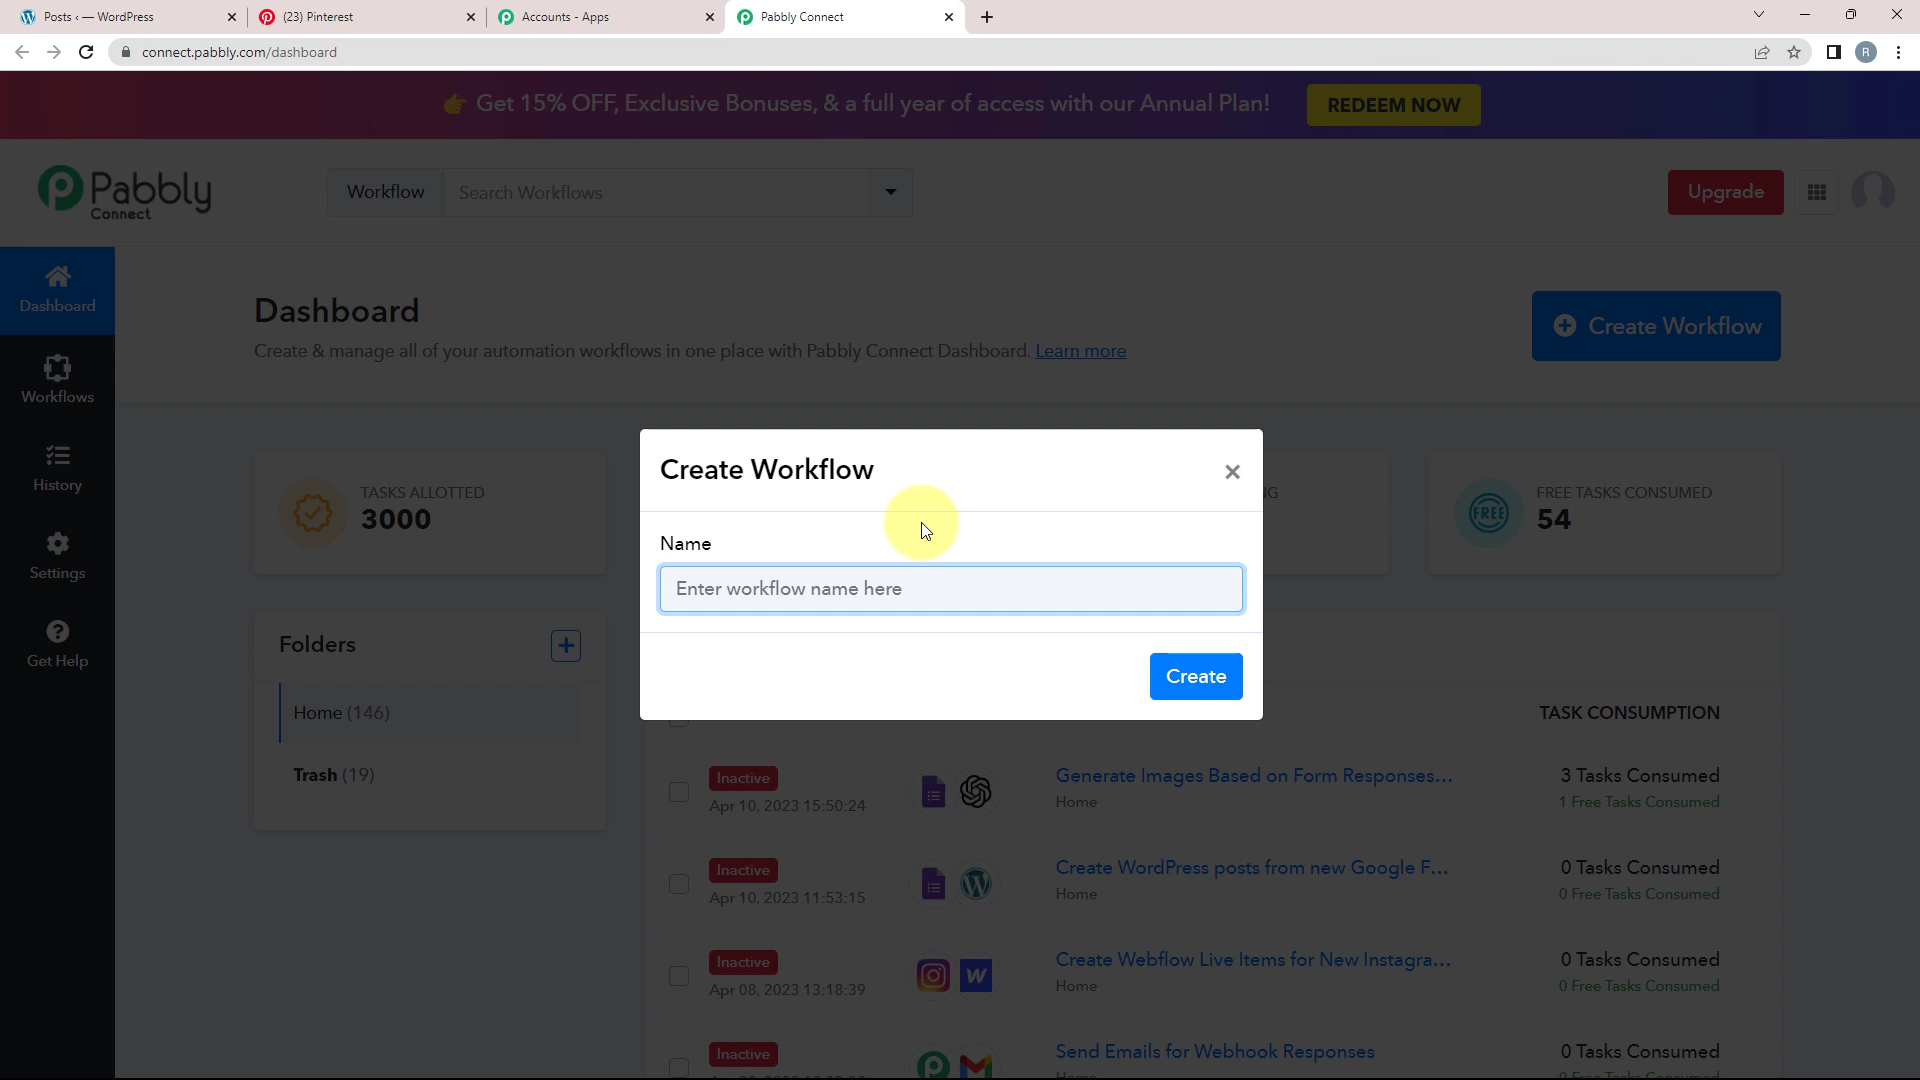 Posts ‹ — WordPress
(23) Pinterest
Accounts - Apps
Pabbly Connect
connect.pabbly.com/dashboard
R
👉 Get 15% OFF, Exclusive Bonuses, & a full year of access with our Annual Plan!
REDEEM NOW
Pabbly
Connect
Workflow
Search Workflows
Upgrade
Dashboard
Workflows
History
Settings
Get Help
Dashboard
Create & manage all of your automation workflows in one place with Pabbly Connect Dashboard. Learn more
Create Workflow
TASKS ALLOTTED
3000
FREE
FREE TASKS CONSUMED
54
Create Workflow
Name
Enter workflow name here
Create
Folders
Home (146)
Trash (19)
TASK CONSUMPTION
Inactive
Apr 10, 2023 15:50:24
Generate Images Based on Form Responses...
Home
3 Tasks Consumed
1 Free Tasks Consumed
Inactive
Apr 10, 2023 11:53:15
Create WordPress posts from new Google F...
Home
0 Tasks Consumed
0 Free Tasks Consumed
Inactive
Apr 08, 2023 13:18:39
Create Webflow Live Items for New Instagra...
Home
0 Tasks Consumed
0 Free Tasks Consumed
Inactive
Send Emails for Webhook Responses
0 Tasks Consumed